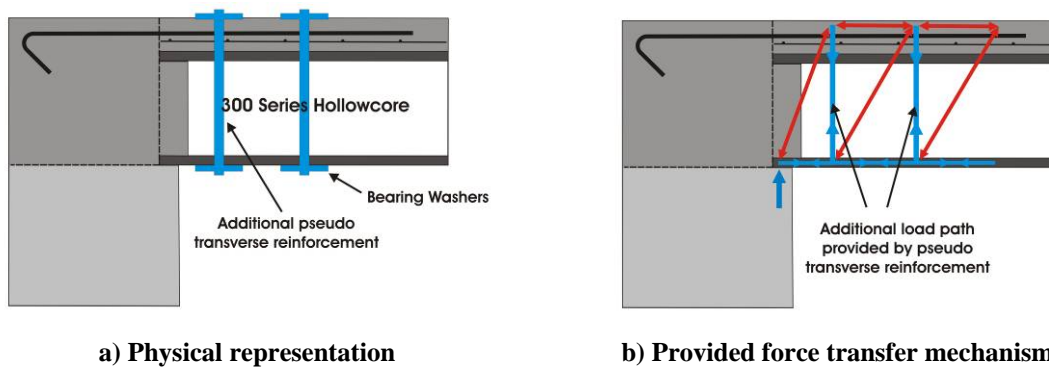 300 Series Hollowcore
Bearing Washers
Additional pseudo
transverse reinforcement
a) Physical representation
Additional load path
provided by pseudo
transverse reinforcement
b) Provided force transfer mechanism